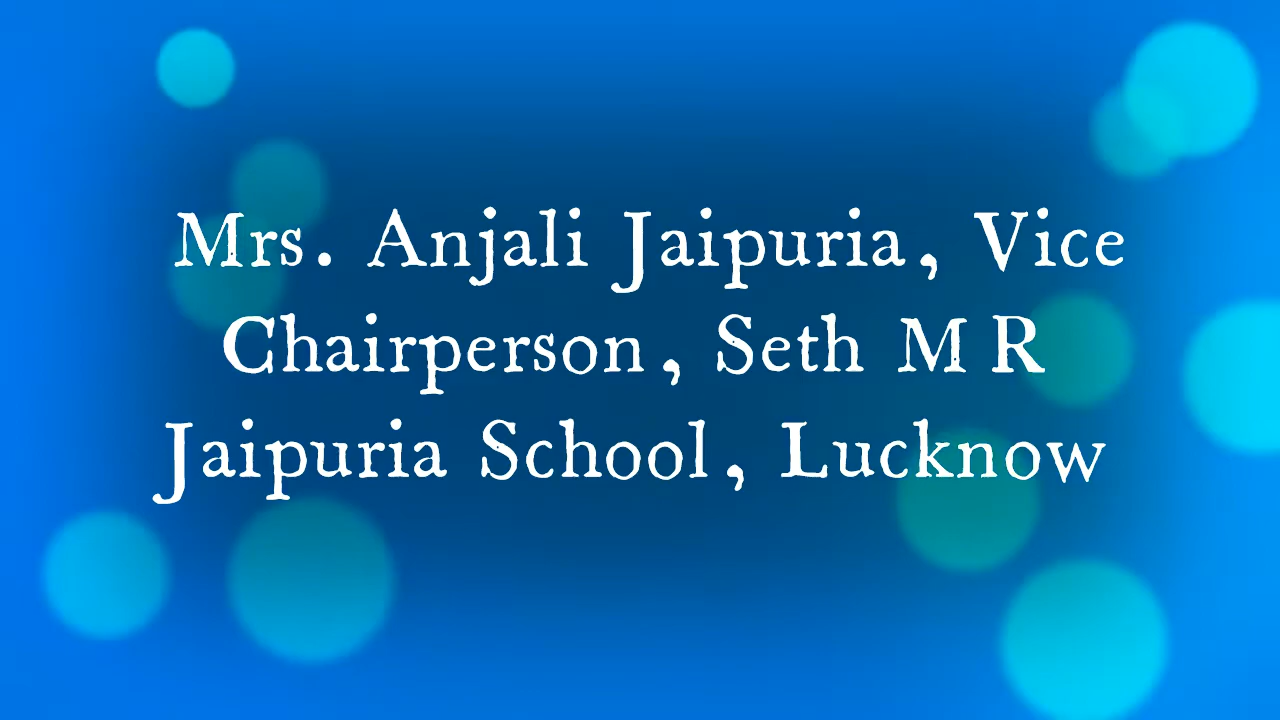 Mrs. Anjali Jaipuria, Vice
Chairperson, Seth M R
Jaipuria School, Lucknow